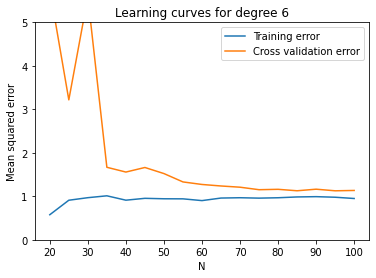 Learning curves for degree 6
Training error
Cross validation error
Mean squared error
5
4
3
2
1
0
20 30 40 50 60 70 80 90 100
N